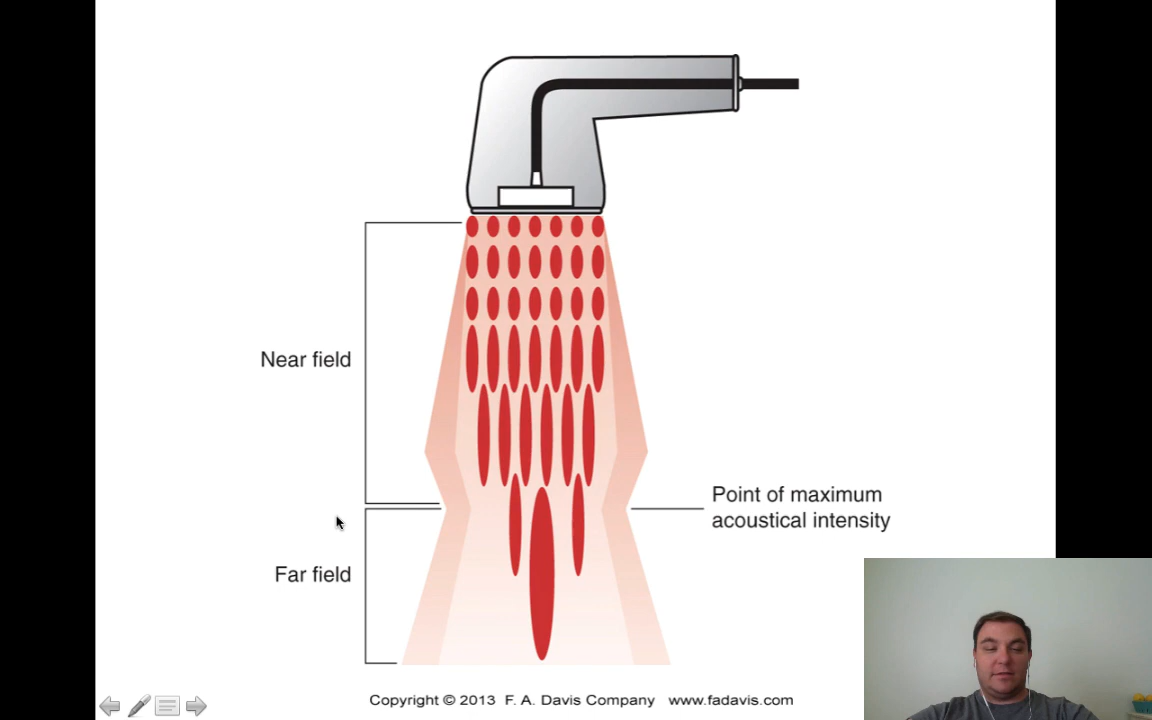 Near field
Point of maximum
acoustical intensity
Far field
Copyright © 2013 F. A. Davis Company www.fadavis.com